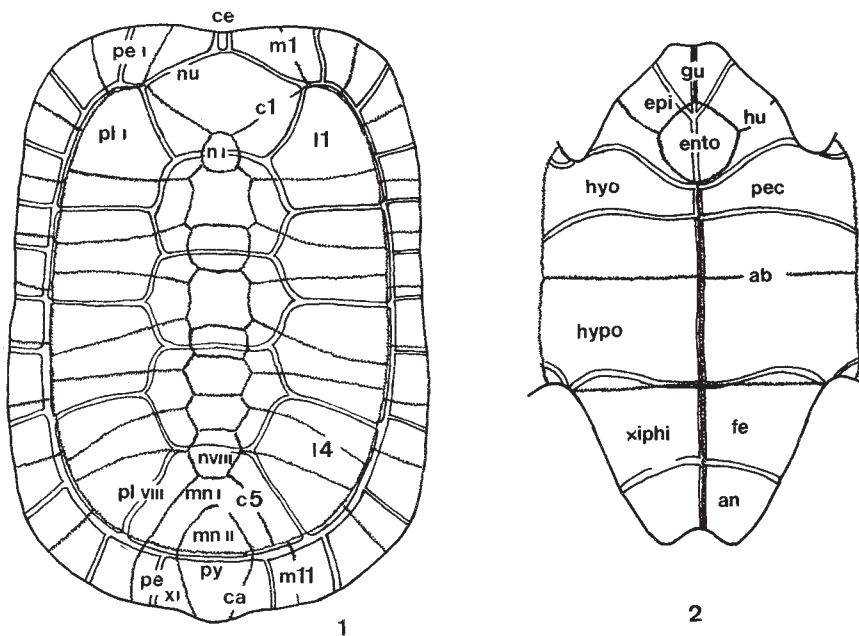 ce
pe I
m1
nu
c1
pl I
n I
l1
l4
n VIII
pl VIII
mn I
c5
mn II
py
pe XI
m11
ca
1
gu
epi
hu
ento
hyo
pec
ab
hypo
xiphi
fe
an
2